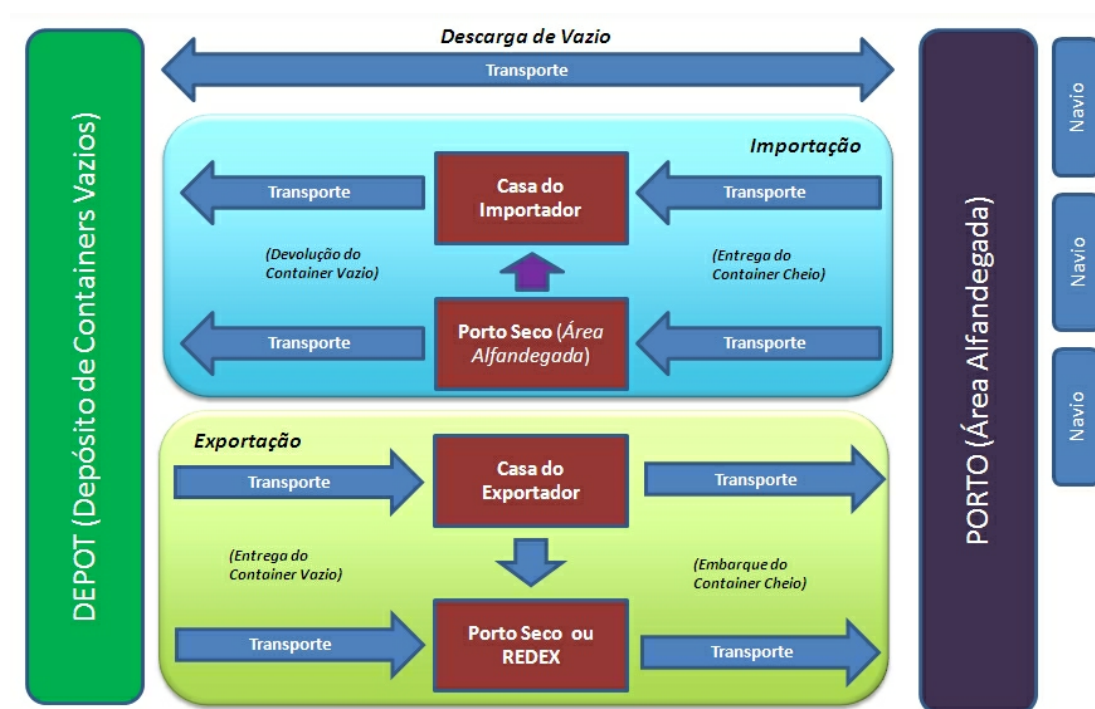 DEPOT (Depósito de Containers Vazios)
Descarga de Vazio
Transporte
Importação
Transporte
Casa do
Importador
Transporte
(Devolução do
Container Vazio)
(Entrega do
Container Cheio)
Transporte
Porto Seco (Área
Alfandegada)
Transporte
Exportação
Transporte
Casa do
Exportador
Transporte
(Entrega do
Container Vazio)
(Embarque do
Container Cheio)
Transporte
Porto Seco ou
REDEX
Transporte
PORTO (Área Alfandegada)
Navio
Navio
Navio